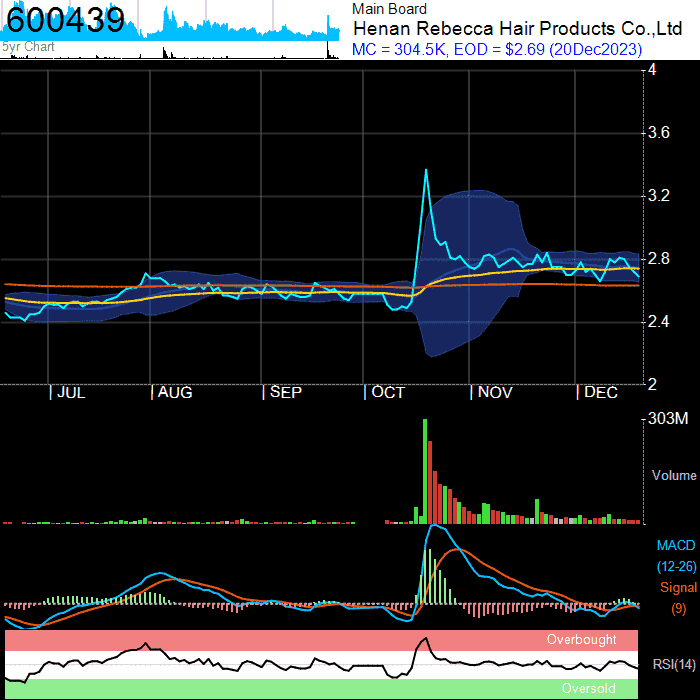 600439
5yr Chart
Main Board
Henan Rebecca Hair Products Co.,Ltd
MC = 304.5K, EOD = $2.69 (20Dec2023)
4
3.6
3.2
2.8
2.4
2
| JUL | AUG | SEP | OCT | NOV | DEC
303M
Volume
MACD
(12-26)
Signal
(9)
Overbought
RSI(14)
Oversold